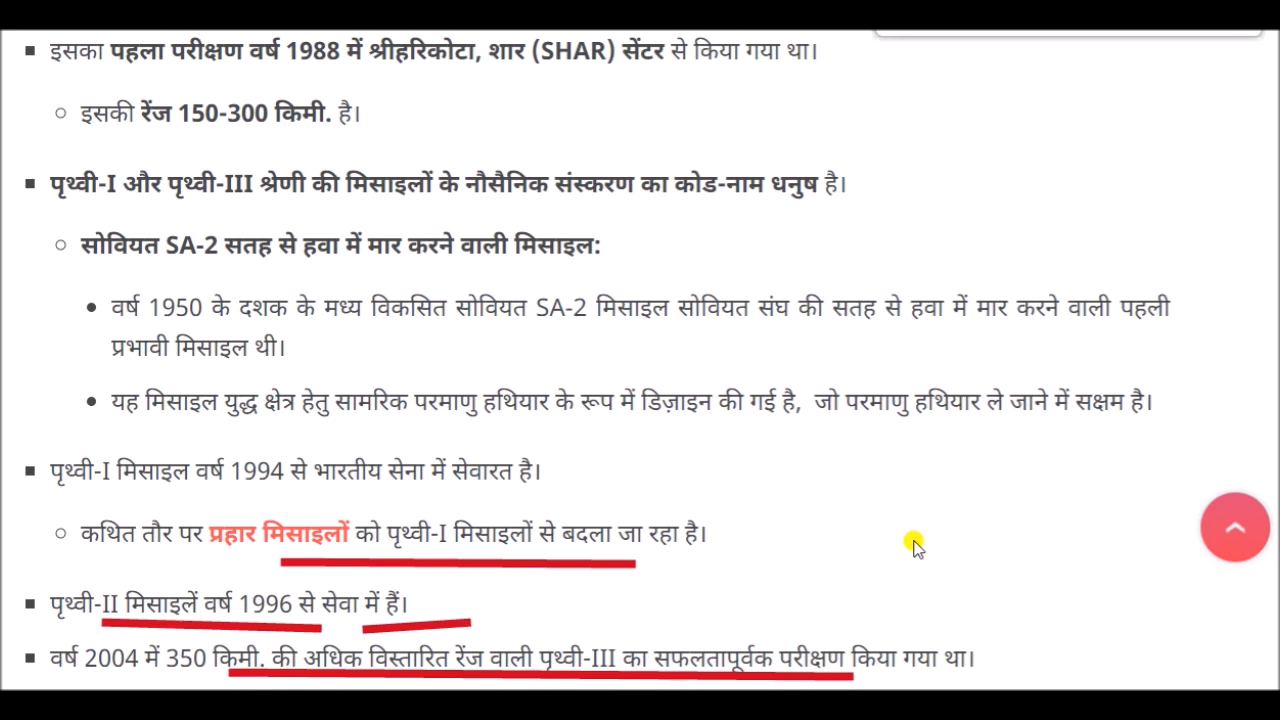 इसका पहला परीक्षण वर्ष 1988 में श्रीहरिकोटा, शार (SHAR) सेंटर से किया गया था।
इसकी रेंज 150-300 किमी. है।
पृथ्वी-I और पृथ्वी-III श्रेणी की मिसाइलों के नौसैनिक संस्करण का कोड-नाम धनुष है।
सोवियत SA-2 सतह से हवा में मार करने वाली मिसाइल:
वर्ष 1950 के दशक के मध्य विकसित सोवियत SA-2 मिसाइल सोवियत संघ की सतह से हवा में मार करने वाली पहली
प्रभावी मिसाइल थी।
यह मिसाइल युद्ध क्षेत्र हेतु सामरिक परमाणु हथियार के रूप में डिज़ाइन की गई है, जो परमाणु हथियार ले जाने में सक्षम है।
पृथ्वी-I मिसाइल वर्ष 1994 से भारतीय सेना में सेवारत है।
कथित तौर पर प्रहार मिसाइलों को पृथ्वी-I मिसाइलों से बदला जा रहा है।
पृथ्वी-II मिसाइलें वर्ष 1996 से सेवा में हैं।
वर्ष 2004 में 350 किमी. की अधिक विस्तारित रेंज वाली पृथ्वी-III का सफलतापूर्वक परीक्षण किया गया था।